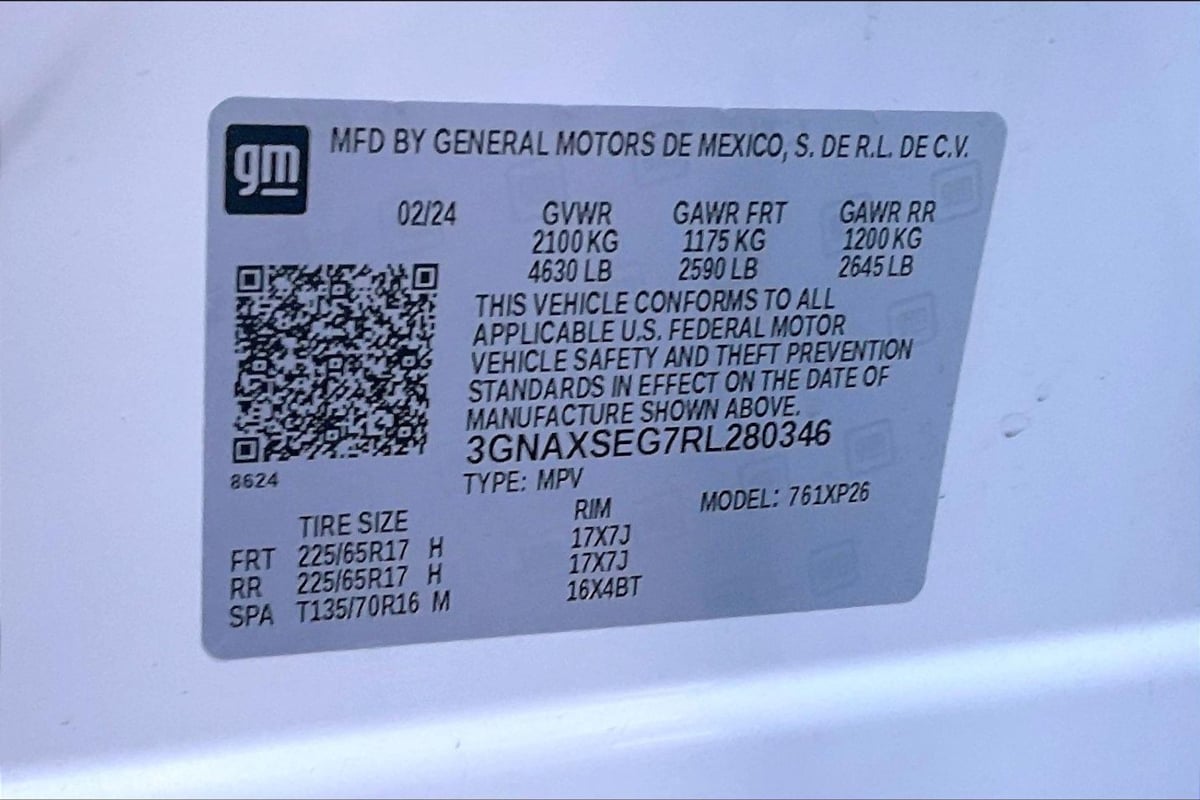 gm
MFD BY GENERAL MOTORS DE MEXICO, S. DE R.L. DE C.V.
02/24 GVWR GAWR FRT GAWR RR
2100 KG 1175 KG 1200 KG
4630 LB 2590 LB 2645 LB
THIS VEHICLE CONFORMS TO ALL
APPLICABLE U.S. FEDERAL MOTOR
VEHICLE SAFETY AND THEFT PREVENTION
STANDARDS IN EFFECT ON THE DATE OF
MANUFACTURE SHOWN ABOVE.
3GNAXSEG7RL280346
8624
TYPE: MPV MODEL: 761XP26
TIRE SIZE RIM
FRT 225/65R17 H 17X7J
RR 225/65R17 H 17X7J
SPA T135/70R16 M 16X4BT